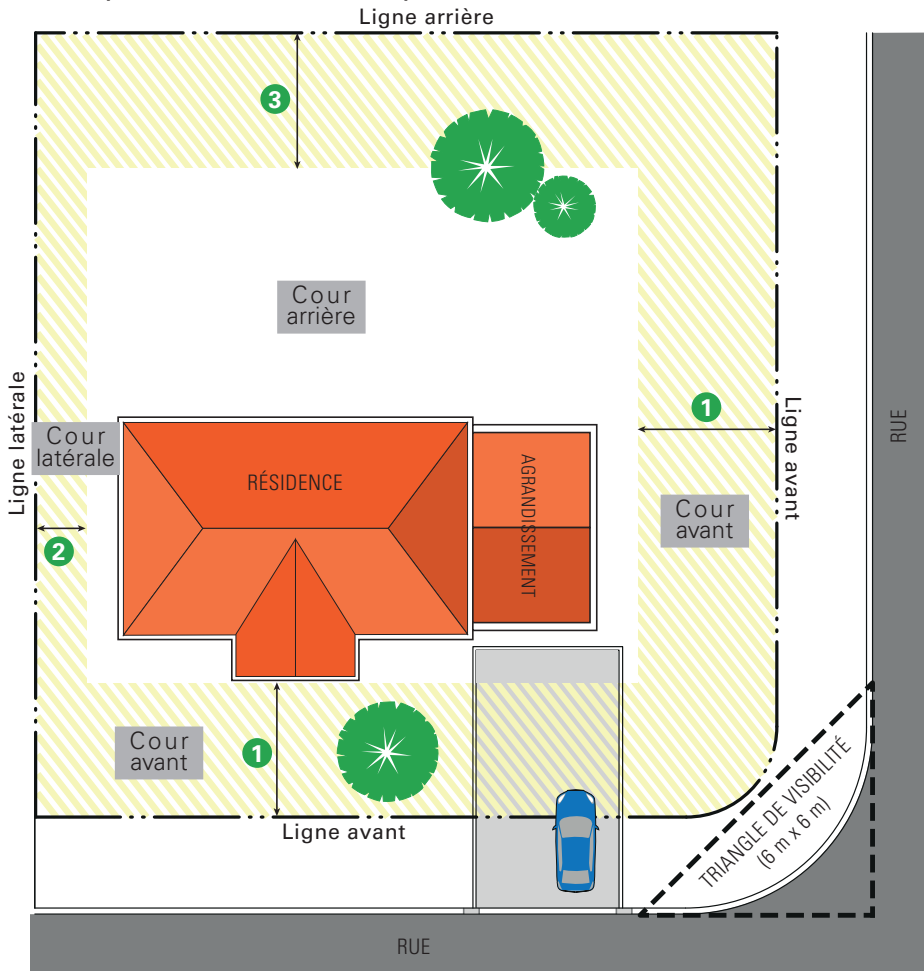 Ligne arrière
3
Cour
arrière
Ligne latérale
Cour
latérale
2
RÉSIDENCE
AGRANDISSEMENT
1
Ligne avant
Cour
avant
RUE
Cour
avant
1
Ligne avant
TRIANGLE DE VISIBILITÉ
(6 m x 6 m)
RUE